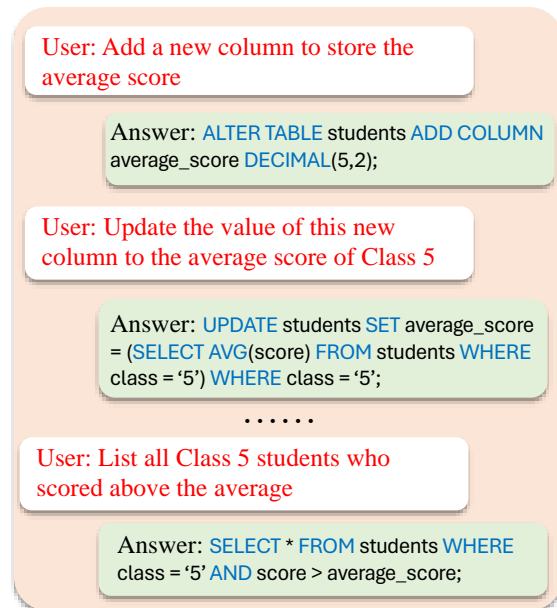 User: Add a new column to store the
average score
Answer: ALTER TABLE students ADD COLUMN
average_score DECIMAL(5,2);
User: Update the value of this new
column to the average score of Class 5
Answer: UPDATE students SET average_score
= (SELECT AVG(score) FROM students WHERE
class = ‘5’) WHERE class = ‘5’;
......
User: List all Class 5 students who
scored above the average
Answer: SELECT * FROM students WHERE
class = ‘5’ AND score > average_score;